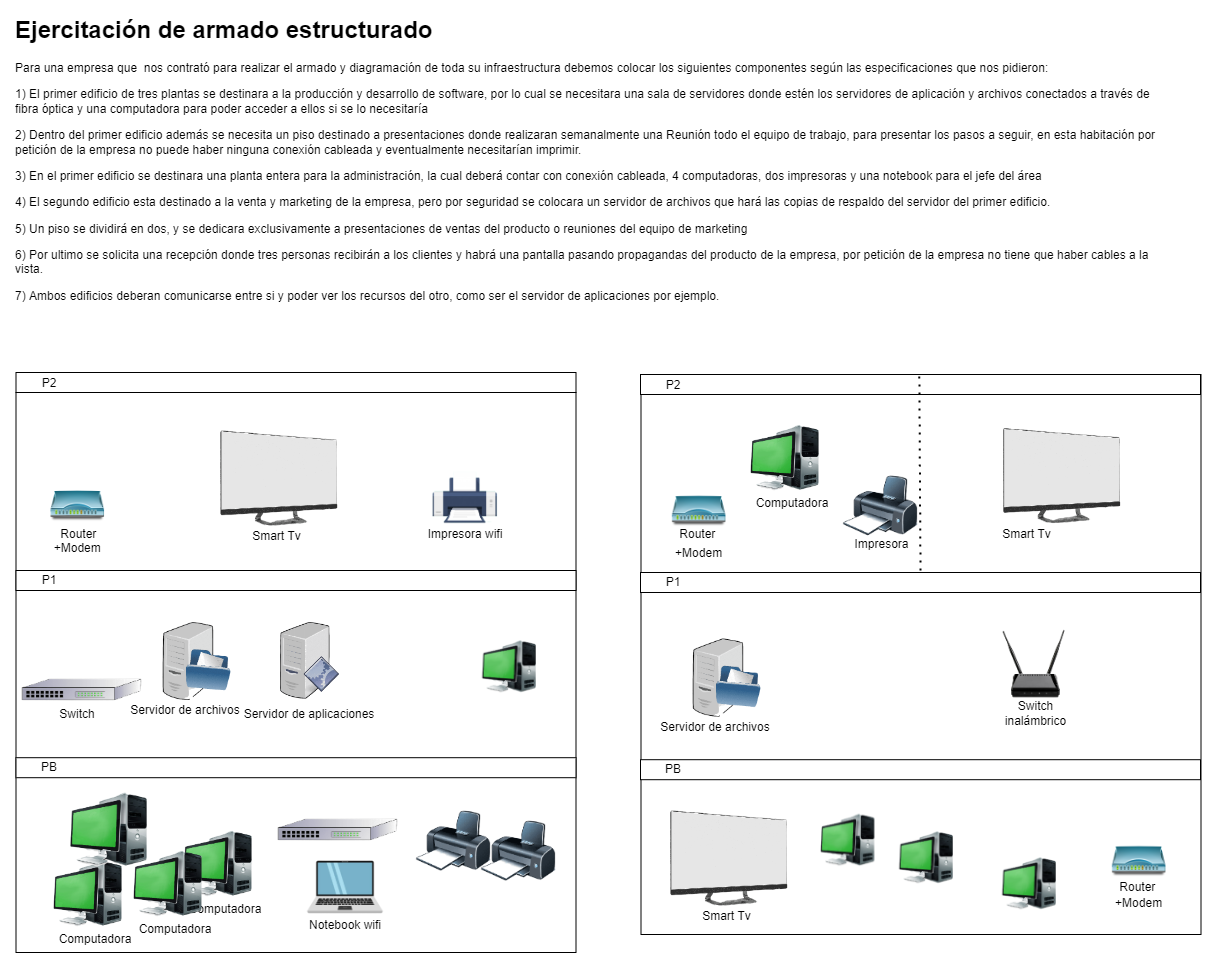 Ejercitación de armado estructurado
Para una empresa que  nos contrató para realizar el armado y diagramación de toda su infraestructura debemos colocar los siguientes componentes según las especificaciones que nos pidieron:
1) El primer edificio de tres plantas se destinara a la producción y desarrollo de software, por lo cual se necesitara una sala de servidores donde estén los servidores de aplicación y archivos conectados a través de
fibra óptica y una computadora para poder acceder a ellos si se lo necesitaría
2) Dentro del primer edificio además se necesita un piso destinado a presentaciones donde realizaran semanalmente una Reunión todo el equipo de trabajo, para presentar los pasos a seguir, en esta habitación por
petición de la empresa no puede haber ninguna conexión cableada y eventualmente necesitarían imprimir.
3) En el primer edificio se destinara una planta entera para la administración, la cual deberá contar con conexión cableada, 4 computadoras, dos impresoras y una notebook para el jefe del área
4) El segundo edificio esta destinado a la venta y marketing de la empresa, pero por seguridad se colocara un servidor de archivos que hará las copias de respaldo del servidor del primer edificio.
5) Un piso se dividirá en dos, y se dedicara exclusivamente a presentaciones de ventas del producto o reuniones del equipo de marketing
6) Por ultimo se solicita una recepción donde tres personas recibirán a los clientes y habrá una pantalla pasando propagandas del producto de la empresa, por petición de la empresa no tiene que haber cables a la
vista.
7) Ambos edificios deberan comunicarse entre si y poder ver los recursos del otro, como ser el servidor de aplicaciones por ejemplo.
P2
Router
+Modem
Smart Tv
Impresora wifi
P1
Switch
Servidor de archivos
Servidor de aplicaciones
PB
Computadora
Computadora
omputadora
Notebook wifi
P2
Router
+Modem
Computadora
Impresora
Smart Tv
P1
Servidor de archivos
Switch
inalámbrico
PB
Smart Tv
Router
+Modem